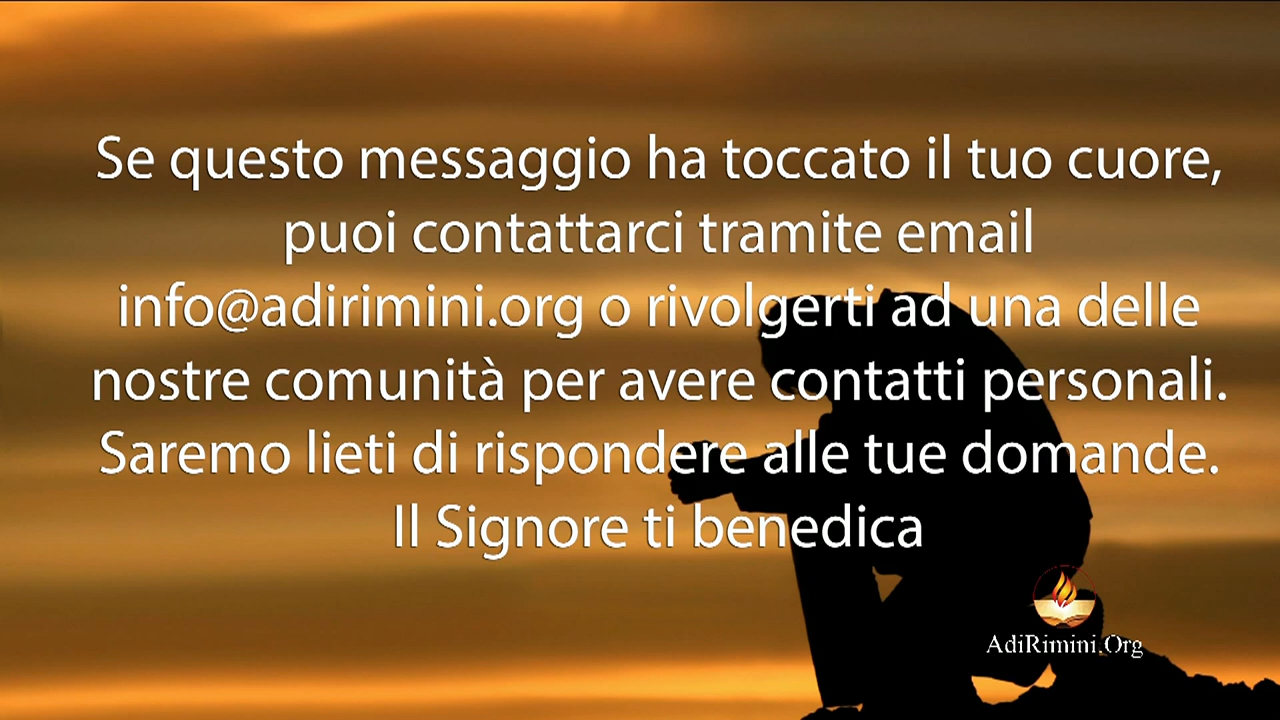 Se questo messaggio ha toccato il tuo cuore,
puoi contattarci tramite email
info@adirimini.org o rivolgerti ad una delle
nostre comunità per avere contatti personali.
Saremo lieti di rispondere alle tue domande.
Il Signore ti benedica
AdiRimini.Org